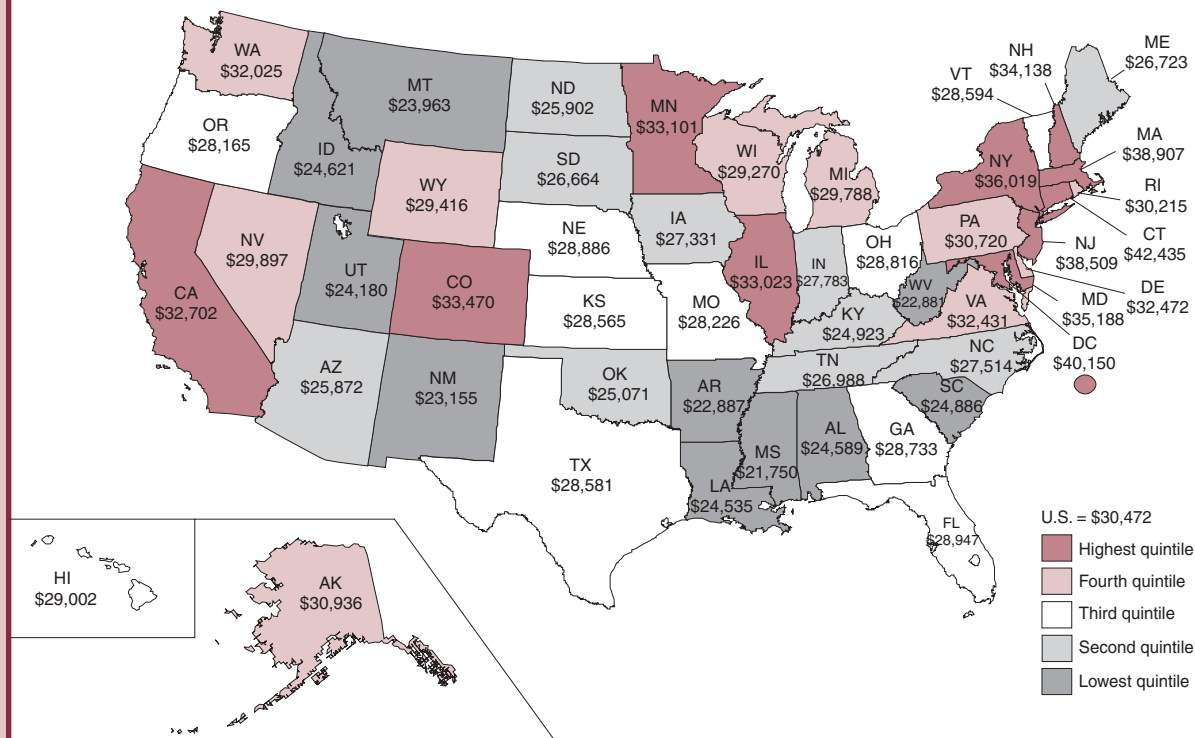 WA
$32,025
OR
$28,165
CA
$32,702
NV
$29,897
ID
$24,621
MT
$23,963
WY
$29,416
UT
$24,180
CO
$33,470
AZ
$25,872
NM
$23,155
ND
$25,902
SD
$26,664
NE
$28,886
KS
$28,565
OK
$25,071
TX
$28,581
MN
$33,101
IA
$27,331
MO
$28,226
AR
$22,887
LA
$24,535
WI
$29,270
IL
$33,023
MI
$29,788
IN
$27,783
OH
$28,816
KY
$24,923
TN
$26,988
MS
$21,750
AL
$24,589
GA
$28,733
FL
$28,947
SC
$24,886
NC
$27,514
VA
$32,431
WV
$22,881
PA
$30,720
NY
$36,019
VT
$28,594
NH
$34,138
ME
$26,723
MA
$38,907
RI
$30,215
CT
$42,435
NJ
$38,509
DE
$32,472
MD
$35,188
DC
$40,150
HI
$29,002
AK
$30,936
U.S. = $30,472
Highest quintile
Fourth quintile
Third quintile
Second quintile
Lowest quintile